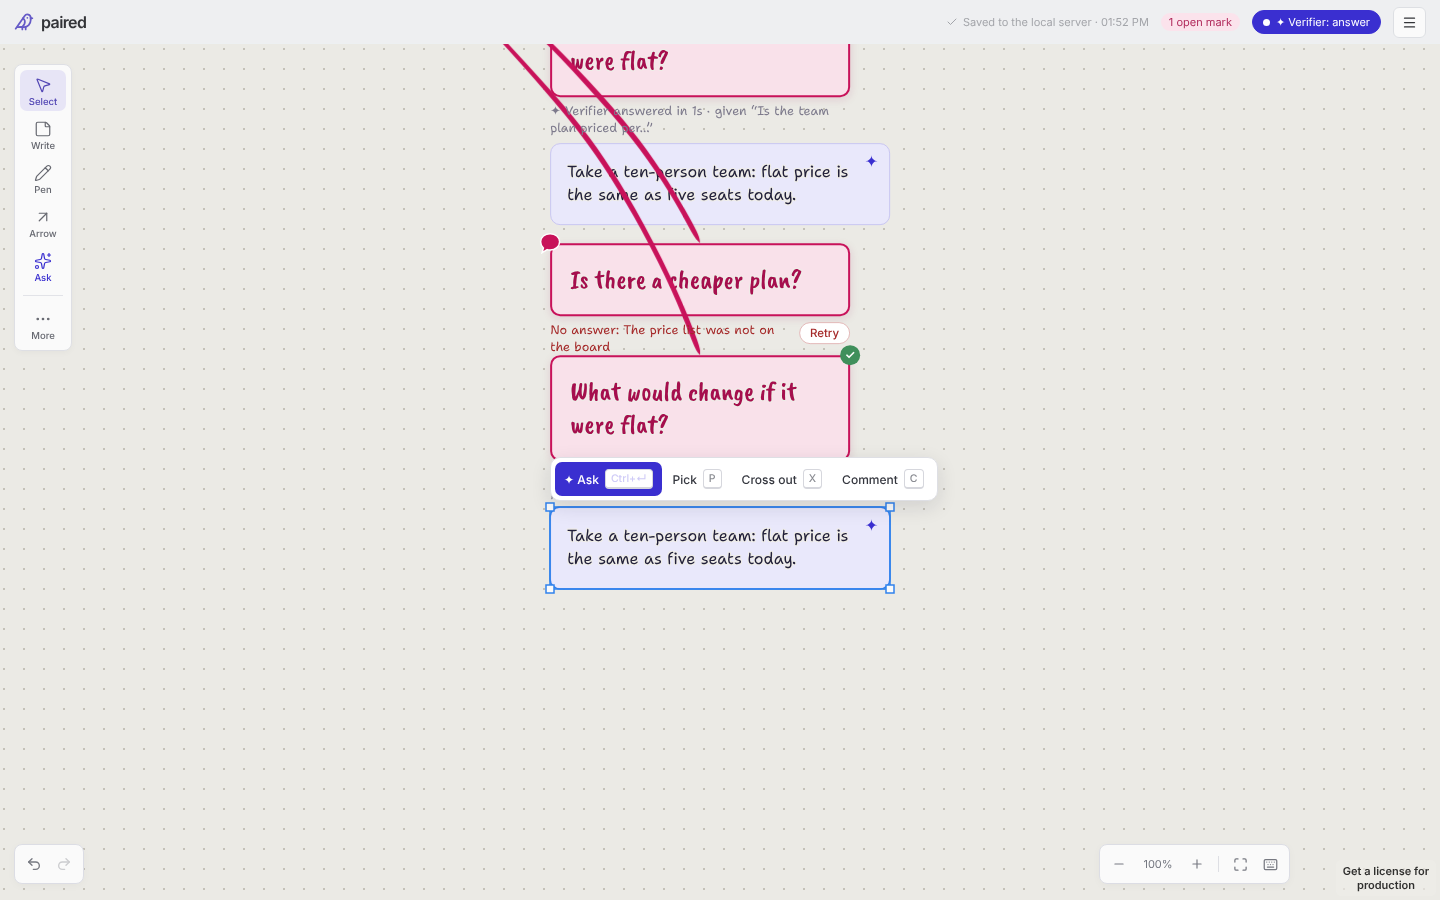 paired
Saved to the local server · 01:52 PM
1 open mark
✦ Verifier: answer
Select
Write
Pen
Arrow
Ask
More
were flat?
✦ Verifier answered in 1s · given “Is the team
plan priced per…”
Take a ten-person team: flat price is
the same as five seats today.
Is there a cheaper plan?
No answer: The price list was not on
the board
Retry
What would change if it
were flat?
✦ Ask Ctrl+↵ Pick P Cross out X Comment C
Take a ten-person team: flat price is
the same as five seats today.
100%
Get a license for
production